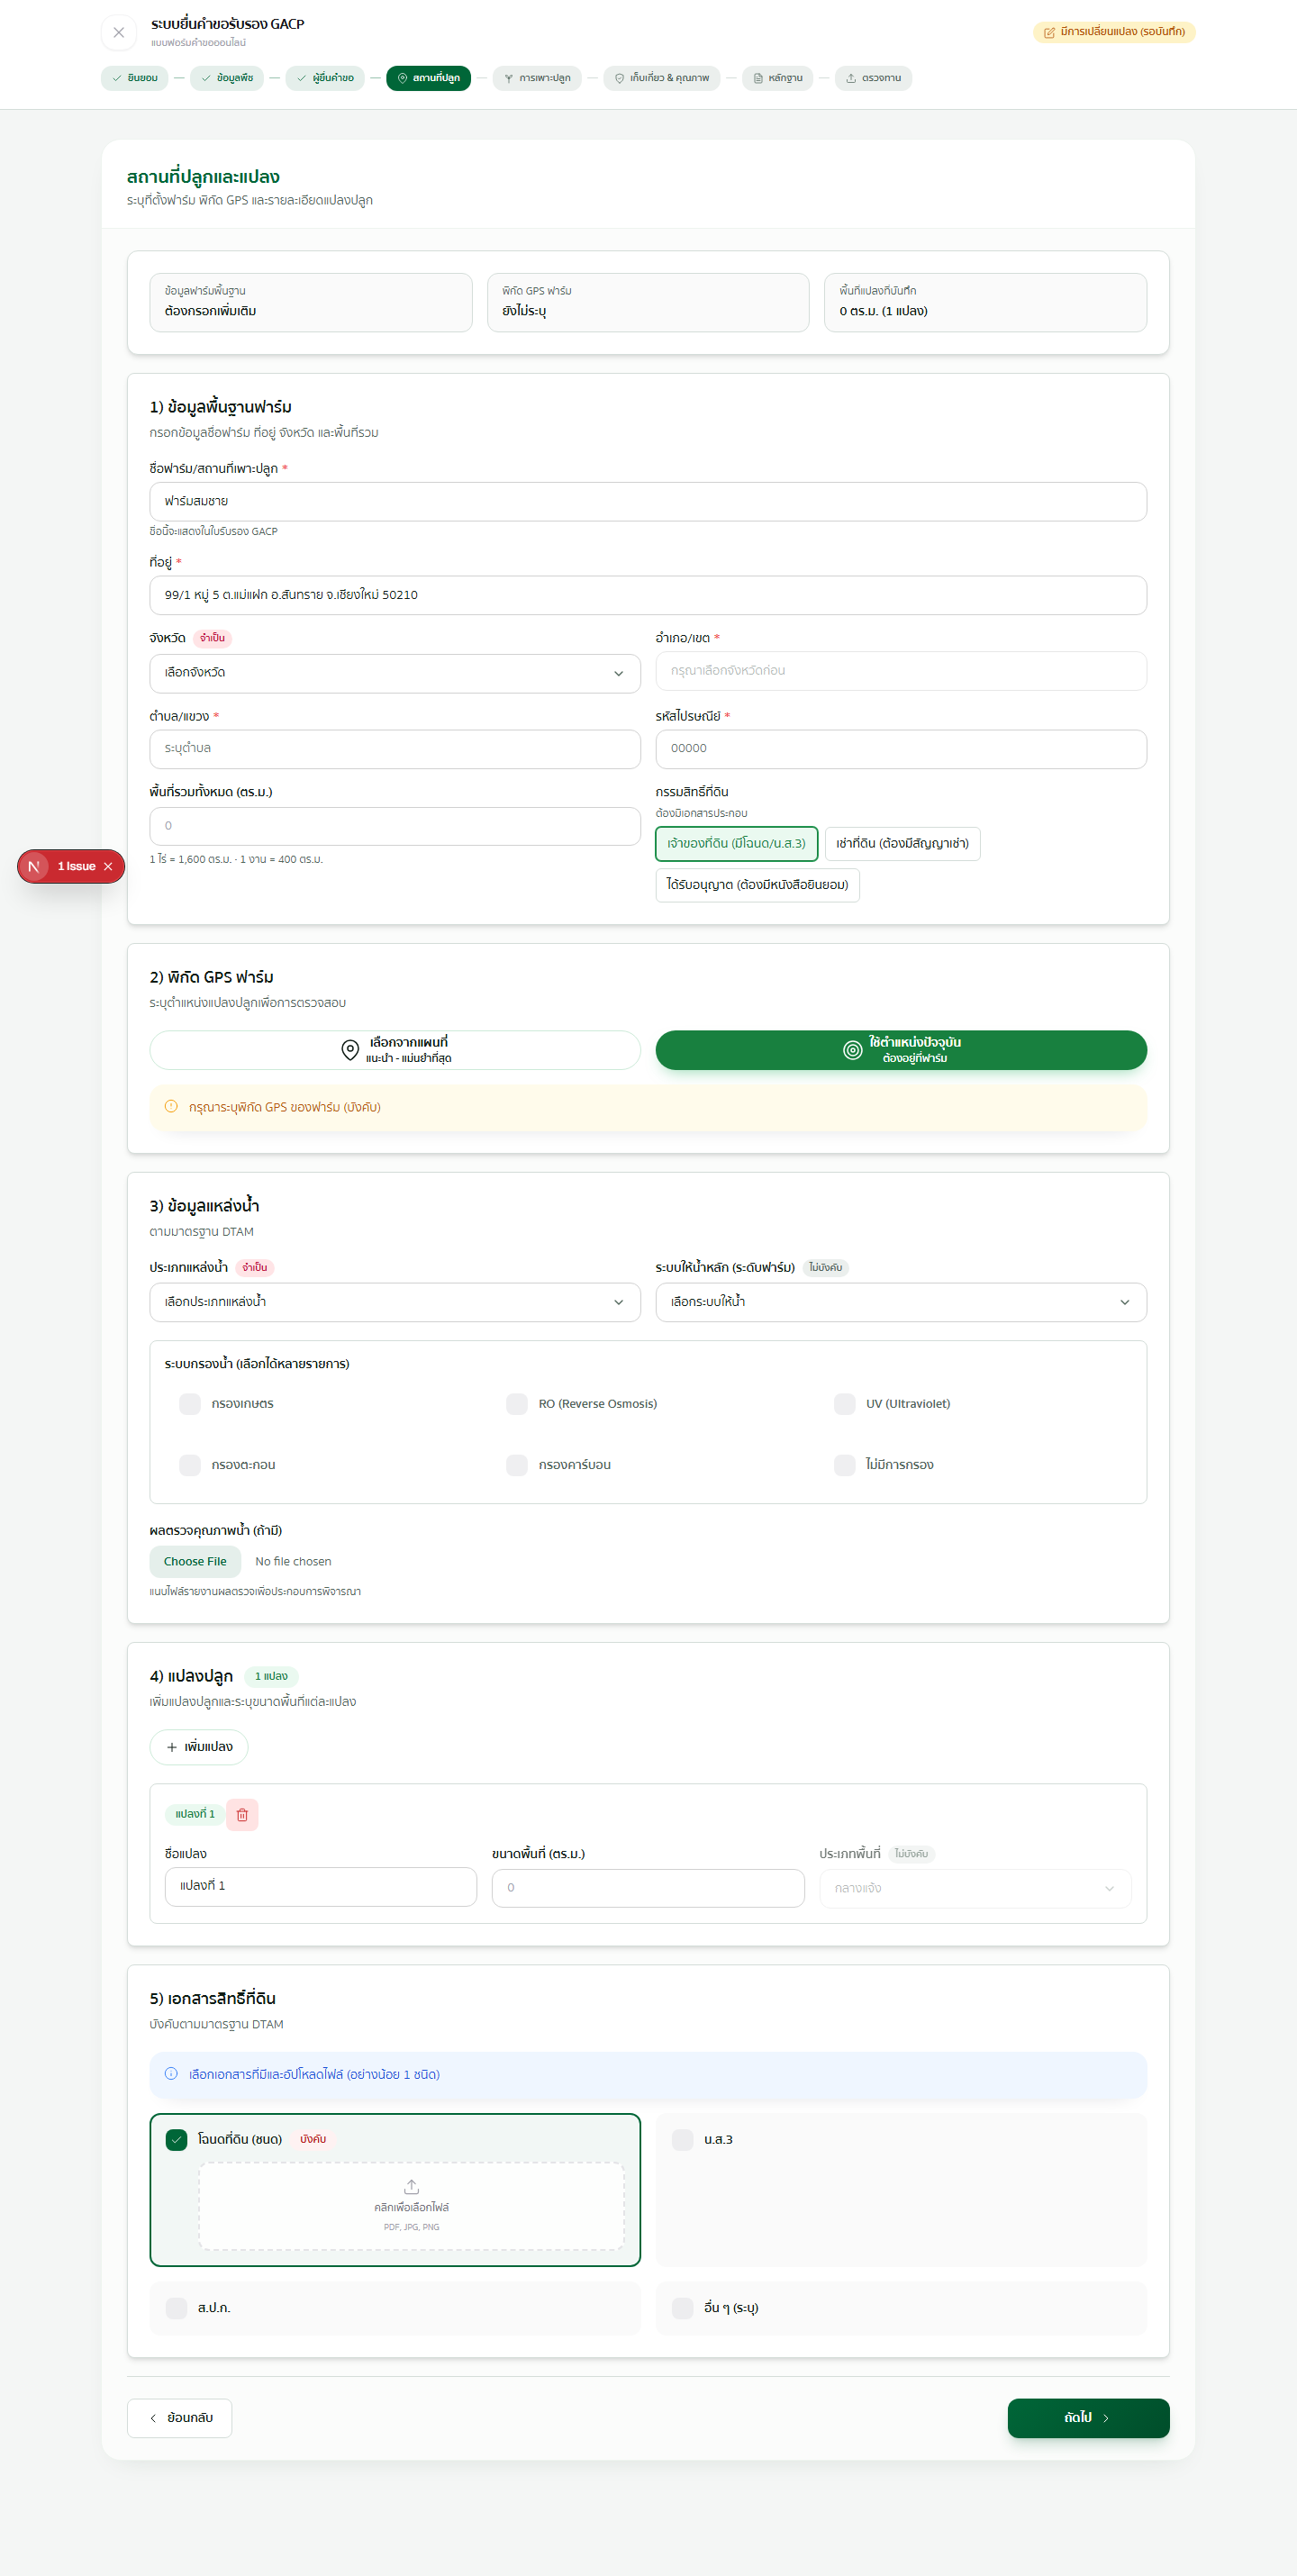 ระบบยื่นคำขอรับรอง GACP
แบบฟอร์มคำขอออนไลน์
มีการเปลี่ยนแปลง (รอบันทึก)
ยินยอม
ข้อมูลพืช
ผู้ยื่นคำขอ
สถานที่ปลูก
การเพาะปลูก
เก็บเกี่ยว & คุณภาพ
หลักฐาน
ตรวจทาน
สถานที่ปลูกและแปลง
ระบุที่ตั้งฟาร์ม พิกัด GPS และรายละเอียดแปลงปลูก
ข้อมูลฟาร์มพื้นฐาน
ต้องกรอกเพิ่มเติม
พิกัด GPS ฟาร์ม
ยังไม่ระบุ
พื้นที่แปลงที่บันทึก
0 ตร.ม. (1 แปลง)
1) ข้อมูลพื้นฐานฟาร์ม
กรอกข้อมูลชื่อฟาร์ม ที่อยู่ จังหวัด และพื้นที่รวม
ชื่อฟาร์ม/สถานที่เพาะปลูก *
ฟาร์มสมชาย
ชื่อนี้จะแสดงในใบรับรอง GACP
ที่อยู่ *
99/1 หมู่ 5 ต.แม่แฝก อ.สันทราย จ.เชียงใหม่ 50210
จังหวัด จำเป็น
เลือกจังหวัด
อำเภอ/เขต *
กรุณาเลือกจังหวัดก่อน
ตำบล/แขวง *
ระบุตำบล
รหัสไปรษณีย์ *
00000
พื้นที่รวมทั้งหมด (ตร.ม.)
0
1 ไร่ = 1,600 ตร.ม. · 1 งาน = 400 ตร.ม.
กรรมสิทธิ์ที่ดิน
ต้องมีเอกสารประกอบ
เจ้าของที่ดิน (มีโฉนด/น.ส.3)
เช่าที่ดิน (ต้องมีสัญญาเช่า)
ได้รับอนุญาต (ต้องมีหนังสือยินยอม)
1 Issue
2) พิกัด GPS ฟาร์ม
ระบุตำแหน่งแปลงปลูกเพื่อการตรวจสอบ
เลือกจากแผนที่
แนะนำ - แม่นยำที่สุด
ใช้ตำแหน่งปัจจุบัน
ต้องอยู่ที่ฟาร์ม
กรุณาระบุพิกัด GPS ของฟาร์ม (บังคับ)
3) ข้อมูลแหล่งน้ำ
ตามมาตรฐาน DTAM
ประเภทแหล่งน้ำ จำเป็น
เลือกประเภทแหล่งน้ำ
ระบบให้น้ำหลัก (ระดับฟาร์ม) ไม่บังคับ
เลือกระบบให้น้ำ
ระบบกรองน้ำ (เลือกได้หลายรายการ)
กรองเกษตร
RO (Reverse Osmosis)
UV (Ultraviolet)
กรองตะกอน
กรองคาร์บอน
ไม่มีการกรอง
ผลตรวจคุณภาพน้ำ (ถ้ามี)
Choose File No file chosen
แนบไฟล์รายงานผลตรวจเพื่อประกอบการพิจารณา
4) แปลงปลูก 1 แปลง
เพิ่มแปลงปลูกและระบุขนาดพื้นที่แต่ละแปลง
เพิ่มแปลง
แปลงที่ 1
ชื่อแปลง
แปลงที่ 1
ขนาดพื้นที่ (ตร.ม.)
0
ประเภทพื้นที่ ไม่บังคับ
กลางแจ้ง
5) เอกสารสิทธิ์ที่ดิน
บังคับตามมาตรฐาน DTAM
เลือกเอกสารที่มีและอัปโหลดไฟล์ (อย่างน้อย 1 ชนิด)
โฉนดที่ดิน (ชนด) บังคับ
คลิกเพื่อเลือกไฟล์
PDF, JPG, PNG
น.ส.3
ส.ป.ก.
อื่น ๆ (ระบุ)
ย้อนกลับ
ถัดไป